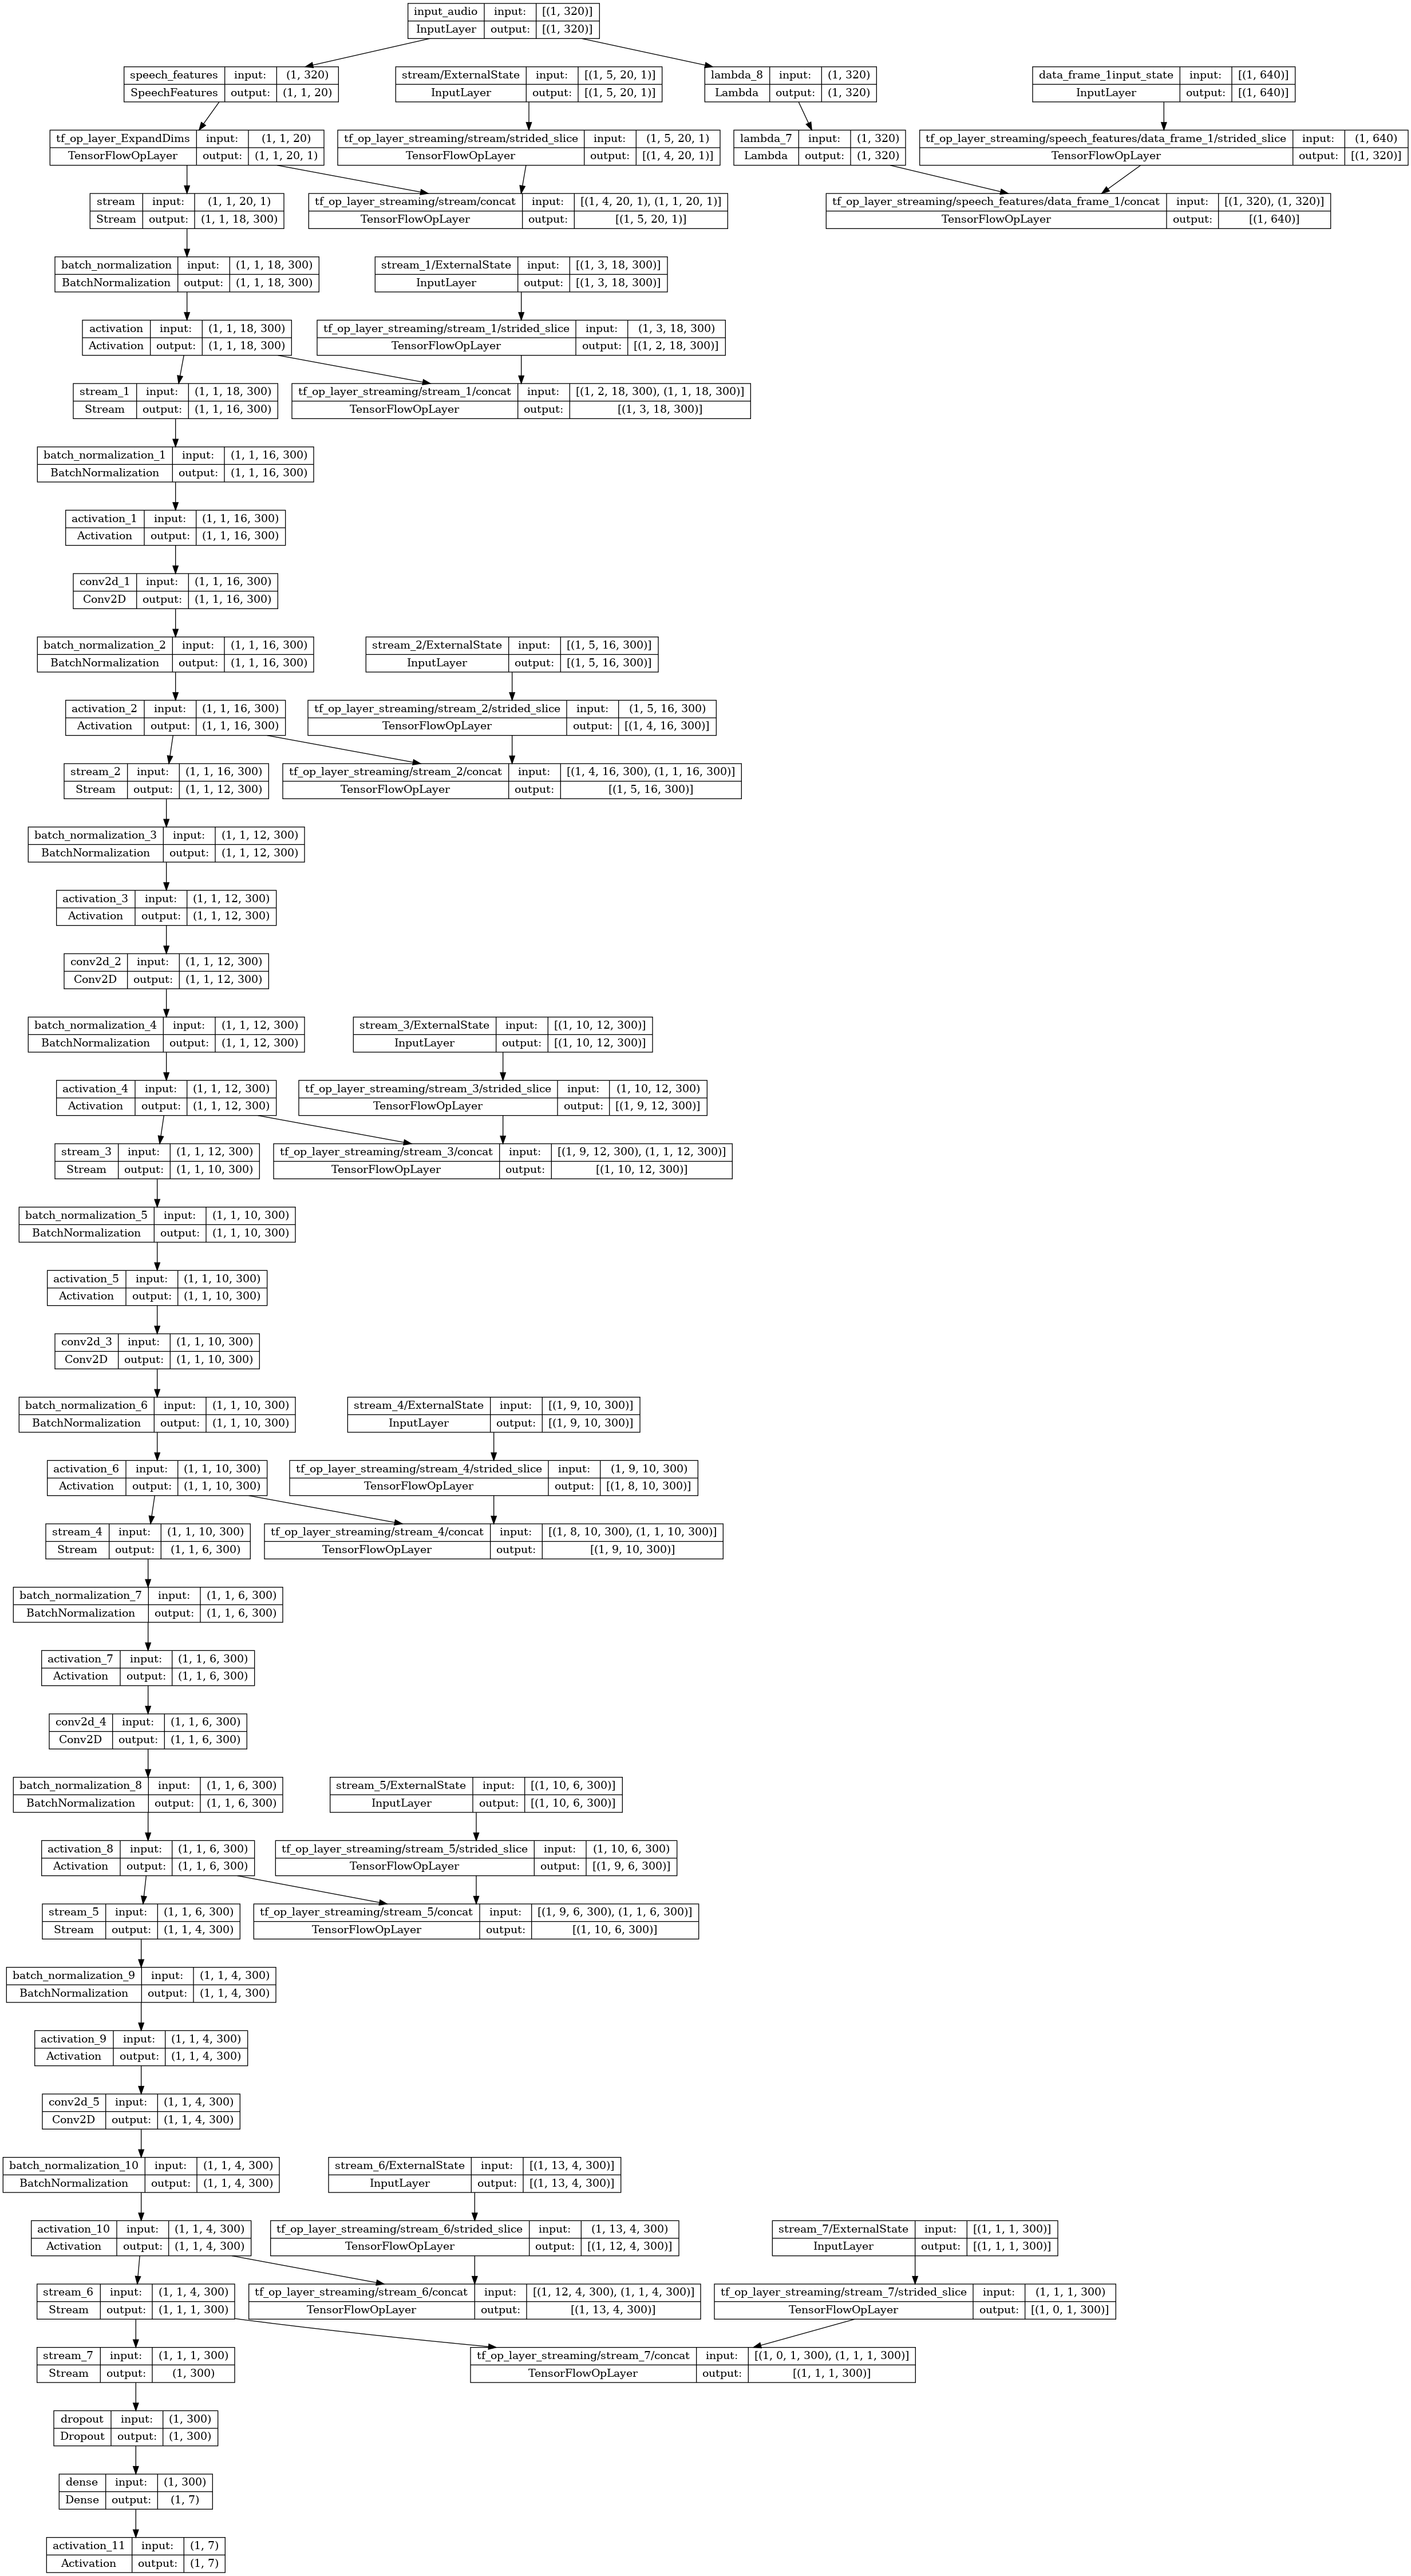 input_audio input: [(1, 320)]
InputLayer output: [(1, 320)]
speech_features input: (1, 320)
SpeechFeatures output: (1, 1, 20)
stream/ExternalState input: [(1, 5, 20, 1)]
InputLayer output: [(1, 5, 20, 1)]
lambda_8 input: (1, 320)
Lambda output: (1, 320)
data_frame_1input_state input: [(1, 640)]
InputLayer output: [(1, 640)]
tf_op_layer_ExpandDims input: (1, 1, 20)
TensorFlowOpLayer output: (1, 1, 20, 1)
tf_op_layer_streaming/stream/strided_slice input: (1, 5, 20, 1)
TensorFlowOpLayer output: [(1, 4, 20, 1)]
lambda_7 input: (1, 320)
Lambda output: (1, 320)
tf_op_layer_streaming/speech_features/data_frame_1/strided_slice input: (1, 640)
TensorFlowOpLayer output: [(1, 320)]
stream input: (1, 1, 20, 1)
Stream output: (1, 1, 18, 300)
tf_op_layer_streaming/stream/concat input: [(1, 4, 20, 1), (1, 1, 20, 1)]
TensorFlowOpLayer output: [(1, 5, 20, 1)]
tf_op_layer_streaming/speech_features/data_frame_1/concat input: [(1, 320), (1, 320)]
TensorFlowOpLayer output: [(1, 640)]
batch_normalization input: (1, 1, 18, 300)
BatchNormalization output: (1, 1, 18, 300)
stream_1/ExternalState input: [(1, 3, 18, 300)]
InputLayer output: [(1, 3, 18, 300)]
activation input: (1, 1, 18, 300)
Activation output: (1, 1, 18, 300)
tf_op_layer_streaming/stream_1/strided_slice input: (1, 3, 18, 300)
TensorFlowOpLayer output: [(1, 2, 18, 300)]
stream_1 input: (1, 1, 18, 300)
Stream output: (1, 1, 16, 300)
tf_op_layer_streaming/stream_1/concat input: [(1, 2, 18, 300), (1, 1, 18, 300)]
TensorFlowOpLayer output: [(1, 3, 18, 300)]
batch_normalization_1 input: (1, 1, 16, 300)
BatchNormalization output: (1, 1, 16, 300)
activation_1 input: (1, 1, 16, 300)
Activation output: (1, 1, 16, 300)
conv2d_1 input: (1, 1, 16, 300)
Conv2D output: (1, 1, 16, 300)
batch_normalization_2 input: (1, 1, 16, 300)
BatchNormalization output: (1, 1, 16, 300)
stream_2/ExternalState input: [(1, 5, 16, 300)]
InputLayer output: [(1, 5, 16, 300)]
activation_2 input: (1, 1, 16, 300)
Activation output: (1, 1, 16, 300)
tf_op_layer_streaming/stream_2/strided_slice input: (1, 5, 16, 300)
TensorFlowOpLayer output: [(1, 4, 16, 300)]
stream_2 input: (1, 1, 16, 300)
Stream output: (1, 1, 12, 300)
tf_op_layer_streaming/stream_2/concat input: [(1, 4, 16, 300), (1, 1, 16, 300)]
TensorFlowOpLayer output: [(1, 5, 16, 300)]
batch_normalization_3 input: (1, 1, 12, 300)
BatchNormalization output: (1, 1, 12, 300)
activation_3 input: (1, 1, 12, 300)
Activation output: (1, 1, 12, 300)
conv2d_2 input: (1, 1, 12, 300)
Conv2D output: (1, 1, 12, 300)
batch_normalization_4 input: (1, 1, 12, 300)
BatchNormalization output: (1, 1, 12, 300)
stream_3/ExternalState input: [(1, 10, 12, 300)]
InputLayer output: [(1, 10, 12, 300)]
activation_4 input: (1, 1, 12, 300)
Activation output: (1, 1, 12, 300)
tf_op_layer_streaming/stream_3/strided_slice input: (1, 10, 12, 300)
TensorFlowOpLayer output: [(1, 9, 12, 300)]
stream_3 input: (1, 1, 12, 300)
Stream output: (1, 1, 10, 300)
tf_op_layer_streaming/stream_3/concat input: [(1, 9, 12, 300), (1, 1, 12, 300)]
TensorFlowOpLayer output: [(1, 10, 12, 300)]
batch_normalization_5 input: (1, 1, 10, 300)
BatchNormalization output: (1, 1, 10, 300)
activation_5 input: (1, 1, 10, 300)
Activation output: (1, 1, 10, 300)
conv2d_3 input: (1, 1, 10, 300)
Conv2D output: (1, 1, 10, 300)
batch_normalization_6 input: (1, 1, 10, 300)
BatchNormalization output: (1, 1, 10, 300)
stream_4/ExternalState input: [(1, 9, 10, 300)]
InputLayer output: [(1, 9, 10, 300)]
activation_6 input: (1, 1, 10, 300)
Activation output: (1, 1, 10, 300)
tf_op_layer_streaming/stream_4/strided_slice input: (1, 9, 10, 300)
TensorFlowOpLayer output: [(1, 8, 10, 300)]
stream_4 input: (1, 1, 10, 300)
Stream output: (1, 1, 6, 300)
tf_op_layer_streaming/stream_4/concat input: [(1, 8, 10, 300), (1, 1, 10, 300)]
TensorFlowOpLayer output: [(1, 9, 10, 300)]
batch_normalization_7 input: (1, 1, 6, 300)
BatchNormalization output: (1, 1, 6, 300)
activation_7 input: (1, 1, 6, 300)
Activation output: (1, 1, 6, 300)
conv2d_4 input: (1, 1, 6, 300)
Conv2D output: (1, 1, 6, 300)
batch_normalization_8 input: (1, 1, 6, 300)
BatchNormalization output: (1, 1, 6, 300)
stream_5/ExternalState input: [(1, 10, 6, 300)]
InputLayer output: [(1, 10, 6, 300)]
activation_8 input: (1, 1, 6, 300)
Activation output: (1, 1, 6, 300)
tf_op_layer_streaming/stream_5/strided_slice input: (1, 10, 6, 300)
TensorFlowOpLayer output: [(1, 9, 6, 300)]
stream_5 input: (1, 1, 6, 300)
Stream output: (1, 1, 4, 300)
tf_op_layer_streaming/stream_5/concat input: [(1, 9, 6, 300), (1, 1, 6, 300)]
TensorFlowOpLayer output: [(1, 10, 6, 300)]
batch_normalization_9 input: (1, 1, 4, 300)
BatchNormalization output: (1, 1, 4, 300)
activation_9 input: (1, 1, 4, 300)
Activation output: (1, 1, 4, 300)
conv2d_5 input: (1, 1, 4, 300)
Conv2D output: (1, 1, 4, 300)
batch_normalization_10 input: (1, 1, 4, 300)
BatchNormalization output: (1, 1, 4, 300)
stream_6/ExternalState input: [(1, 13, 4, 300)]
InputLayer output: [(1, 13, 4, 300)]
activation_10 input: (1, 1, 4, 300)
Activation output: (1, 1, 4, 300)
tf_op_layer_streaming/stream_6/strided_slice input: (1, 13, 4, 300)
TensorFlowOpLayer output: [(1, 12, 4, 300)]
stream_7/ExternalState input: [(1, 1, 1, 300)]
InputLayer output: [(1, 1, 1, 300)]
stream_6 input: (1, 1, 4, 300)
Stream output: (1, 1, 1, 300)
tf_op_layer_streaming/stream_6/concat input: [(1, 12, 4, 300), (1, 1, 4, 300)]
TensorFlowOpLayer output: [(1, 13, 4, 300)]
tf_op_layer_streaming/stream_7/strided_slice input: (1, 1, 1, 300)
TensorFlowOpLayer output: [(1, 0, 1, 300)]
stream_7 input: (1, 1, 1, 300)
Stream output: (1, 300)
tf_op_layer_streaming/stream_7/concat input: [(1, 0, 1, 300), (1, 1, 1, 300)]
TensorFlowOpLayer output: [(1, 1, 1, 300)]
dropout input: (1, 300)
Dropout output: (1, 300)
dense input: (1, 300)
Dense output: (1, 7)
activation_11 input: (1, 7)
Activation output: (1, 7)